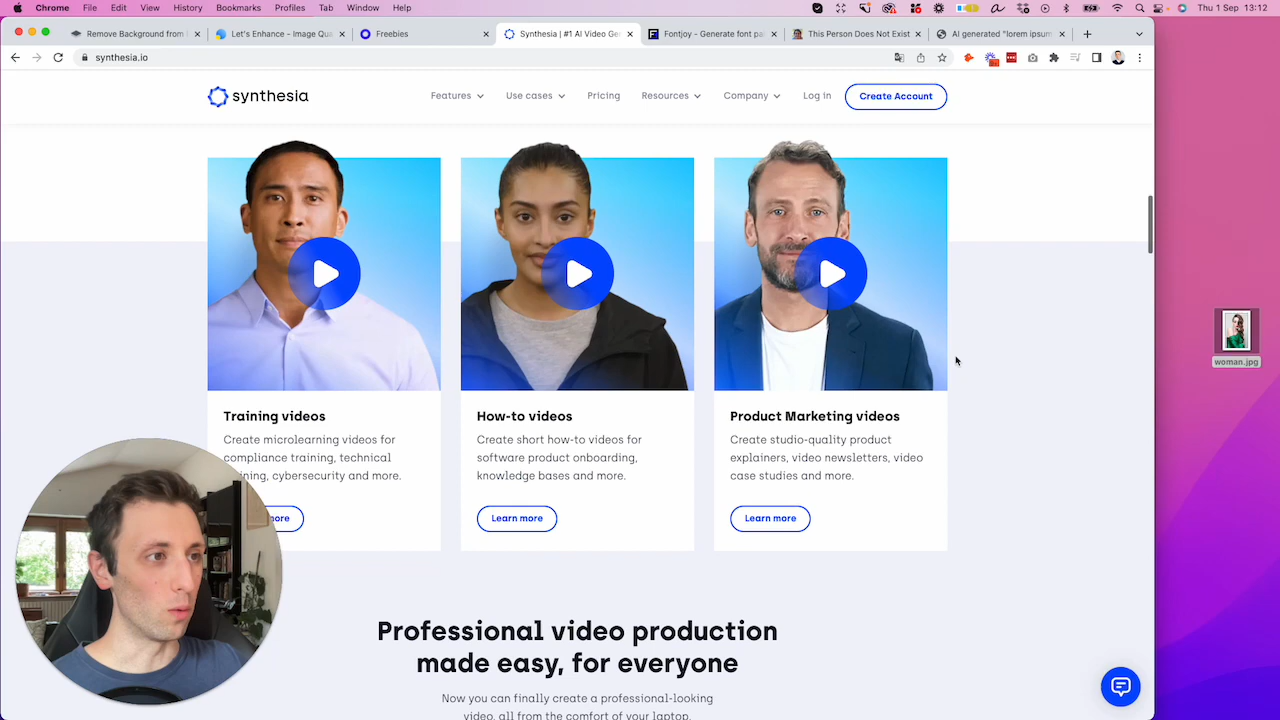 Chrome File Edit View History Bookmarks Profiles Tab Window Help
Thu 1 Sep 13:12
Remove Background from
Let's Enhance – Image Qua
Freebies
Synthesia | #1 AI Video Ge
Fontjoy - Generate font pa
This Person Does Not Exist
AI generated "lorem ipsum
synthesia.io
synthesia
Features Use cases Pricing Resources Company Log in Create Account
woman.jpg
Training videos
Create microlearning videos for
compliance training, technical
ning, cybersecurity and more.
more
How-to videos
Create short how-to videos for
software product onboarding,
knowledge bases and more.
Learn more
Product Marketing videos
Create studio-quality product
explainers, video newsletters, video
case studies and more.
Learn more
Professional video production
made easy, for everyone
Now you can finally create a professional-looking
video, all from the comfort of your laptop.